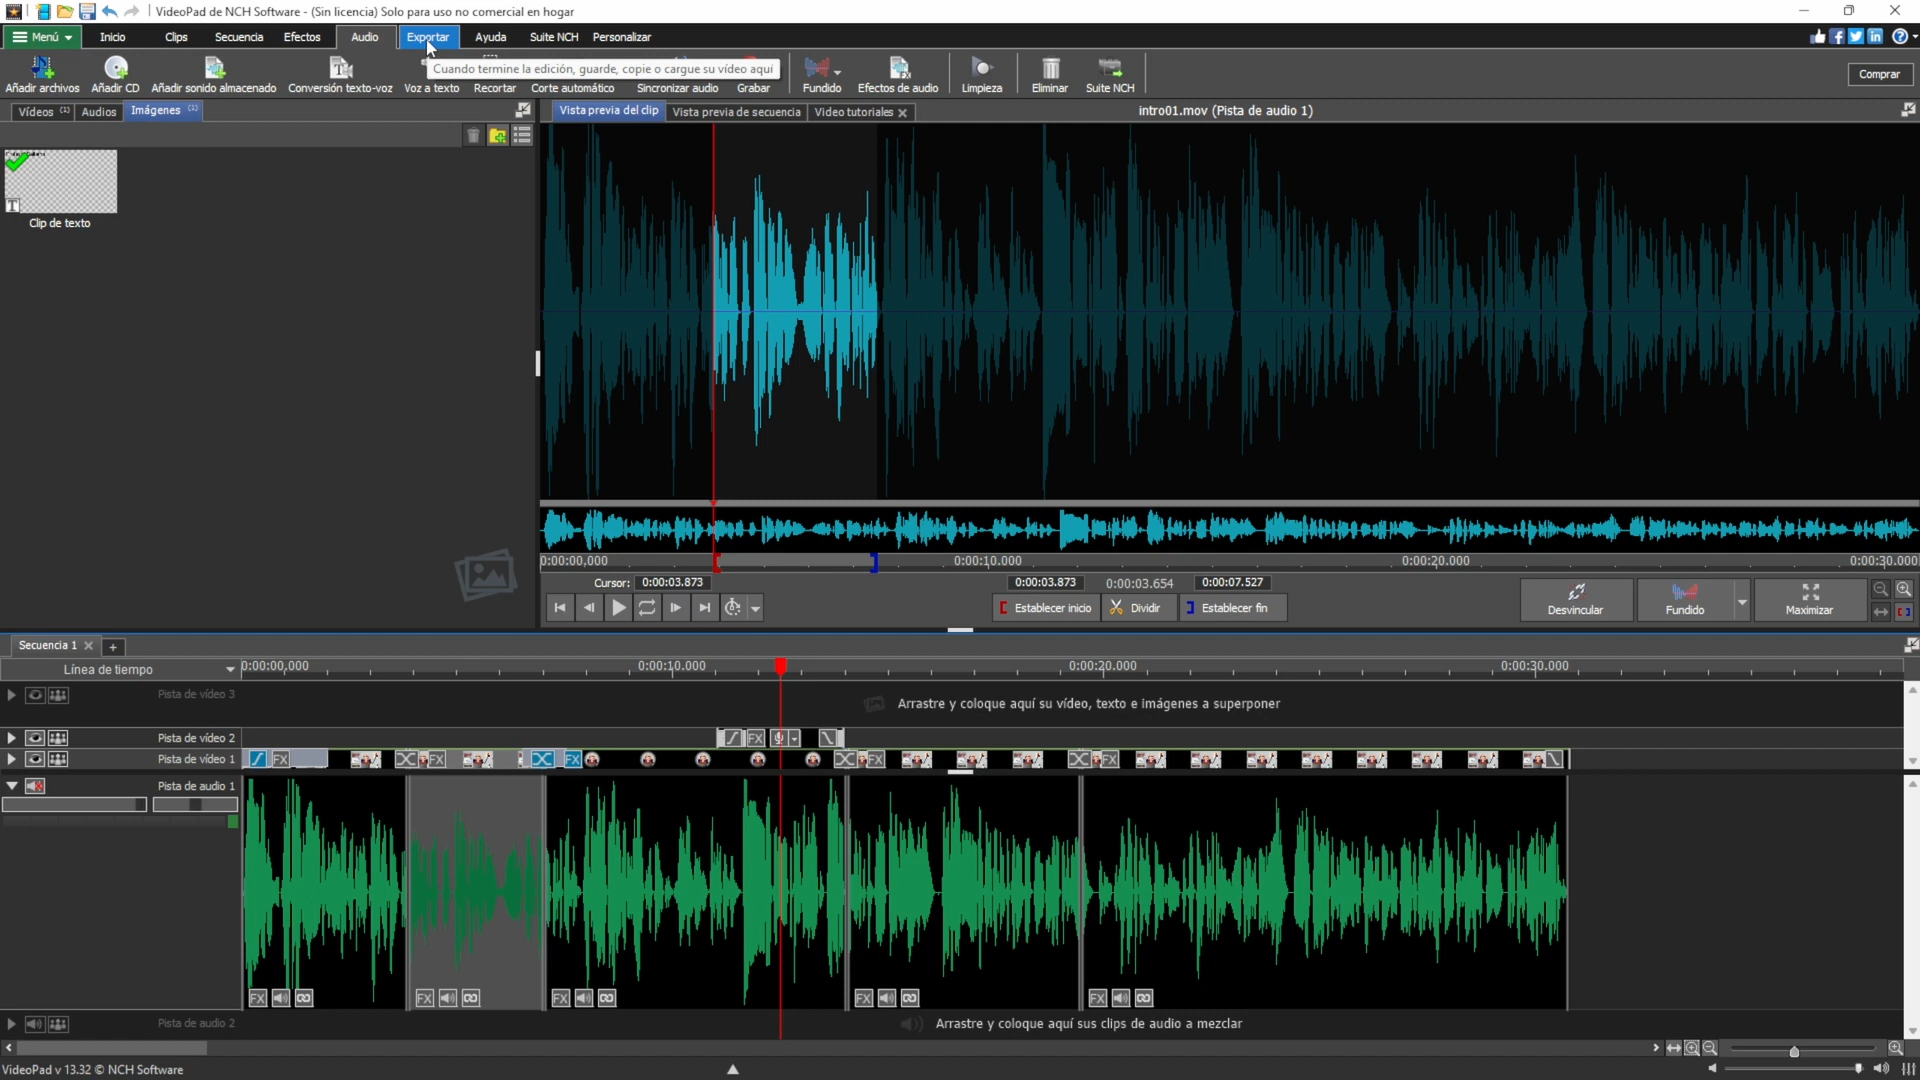 VideoPad de NCH Software - (Sin licencia) Solo para uso no comercial en hogar
Menú Inicio Clips Secuencia Efectos Audio Exportar Ayuda Suite NCH Personalizar
Cuando termine la edición, guarde, copie o cargue su vídeo aquí
Añadir archivos Añadir CD Añadir sonido almacenado Conversión texto-voz Voz a texto Recortar Corte automático Sincronizar audio Grabar Fundido Efectos de audio Limpieza Eliminar Suite NCH Comprar
Vídeos (1) Audios Imágenes (1)
Vista previa del clip Vista previa de secuencia Video tutoriales intro01.mov (Pista de audio 1)
T
Clip de texto
0:00:00,000 0:00:10.000 0:00:20.000 0:00:30.000
Cursor: 0:00:03.873 0:00:03.873 0:00:03.654 0:00:07.527
Establecer inicio Dividir Establecer fin Desvincular Fundido Maximizar
Secuencia 1
Línea de tiempo 0:00:00,000 0:00:10.000 0:00:20.000 0:00:30.000
Pista de vídeo 3 Arrastre y coloque aquí su vídeo, texto e imágenes a superponer
Pista de vídeo 2 FX
Pista de vídeo 1 FX FX FX FX FX
Pista de audio 1
FX FX FX FX FX
Pista de audio 2 Arrastre y coloque aquí sus clips de audio a mezclar
VideoPad v 13.32 © NCH Software